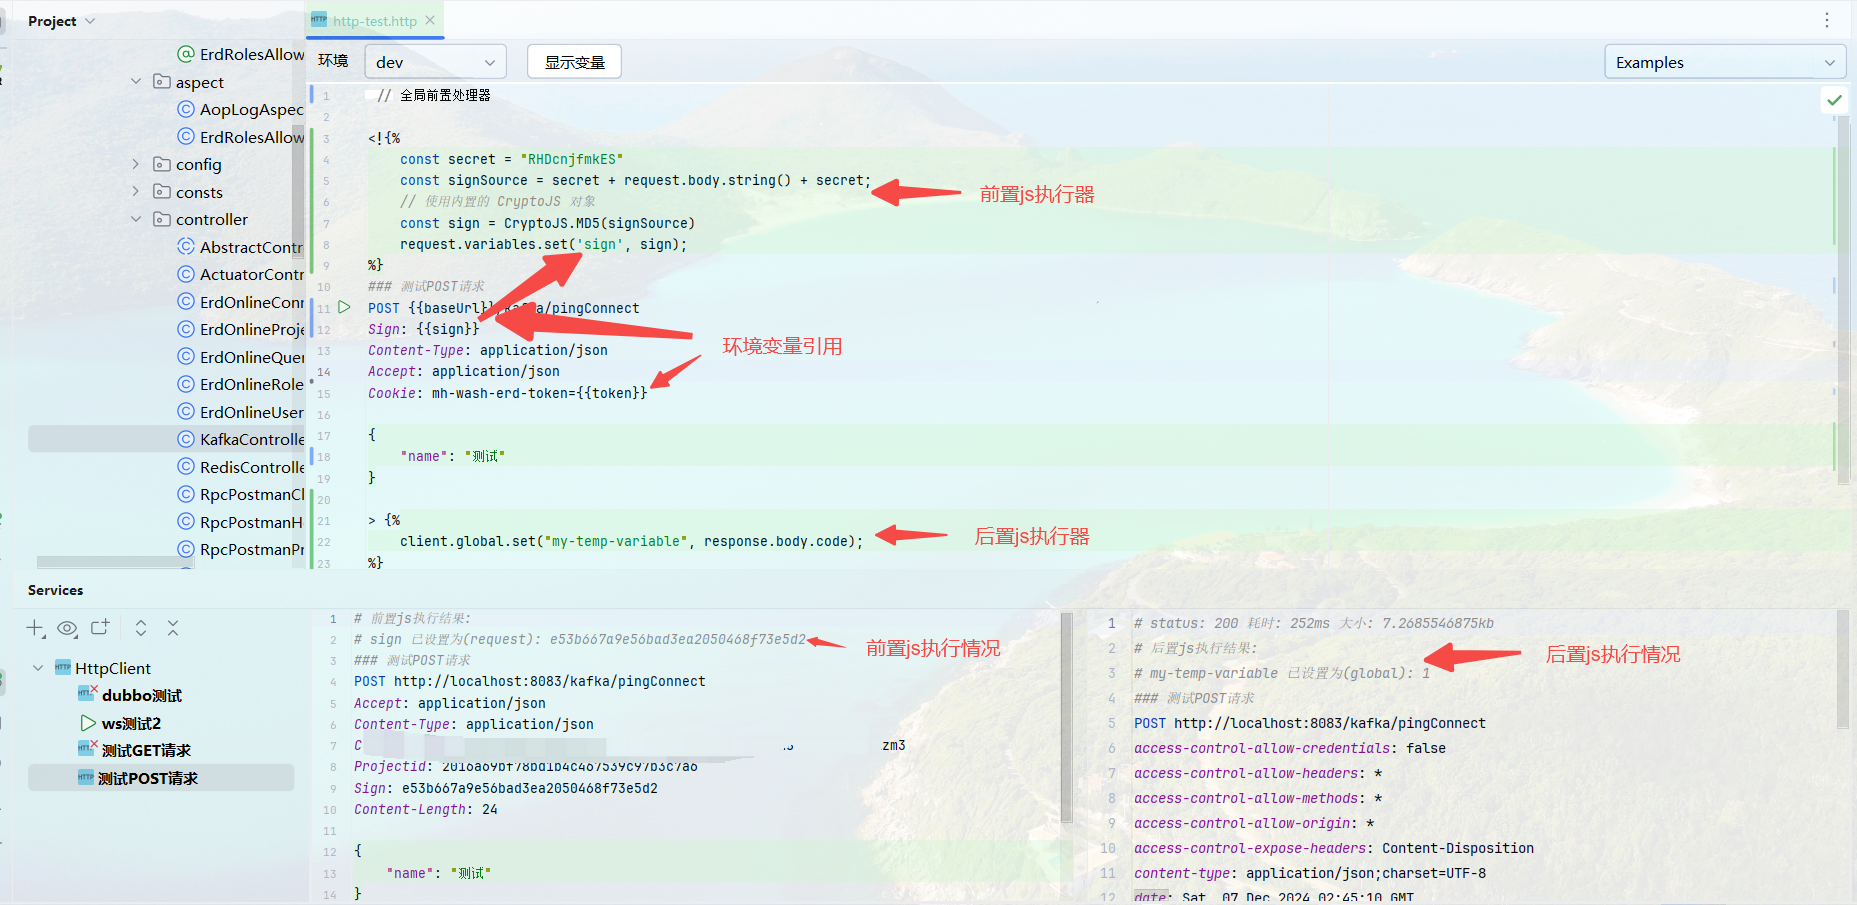 Project
http-test.http
环境
dev
显示变量
Examples
ErdRolesAllow
aspect
AopLogAspec
ErdRolesAllow
config
consts
controller
AbstractContr
ActuatorContr
ErdOnlineConr
ErdOnlineProje
ErdOnlineQuer
ErdOnlineRole
ErdOnlineUser
KafkaControlle
RedisControlle
RpcPostmanCl
RpcPostmanH
RpcPostmanPr
1 // 全局前置处理器
2
3 <!{%
4 const secret = "RHDcnjfmkES"
5 const signSource = secret + request.body.string() + secret;
6 // 使用内置的 CryptoJS 对象
7 const sign = CryptoJS.MD5(signSource)
8 request.variables.set('sign', sign);
9 %}
10 ### 测试POST请求
11 POST {{baseUrl}}/kafka/pingConnect
12 Sign: {{sign}}
13 Content-Type: application/json
14 Accept: application/json
15 Cookie: mh-wash-erd-token={{token}}
16
17 {
18 "name": "测试"
19 }
20
21 > {%
22 client.global.set("my-temp-variable", response.body.code);
23 %}
前置js执行器
环境变量引用
后置js执行器
Services
HttpClient
dubbo测试
ws测试2
测试GET请求
测试POST请求
1 # 前置js执行结果:
2 # sign 已设置为(request): e53b667a9e56bad3ea2050468f73e5d2
3 ### 测试POST请求
4 POST http://localhost:8083/kafka/pingConnect
5 Accept: application/json
6 Content-Type: application/json
7 C zm3
8 Projectid: 2016a69bf78bd1b4c467539c97b3c7a6
9 Sign: e53b667a9e56bad3ea2050468f73e5d2
10 Content-Length: 24
11
12 {
13 "name": "测试"
14 }
前置js执行情况
1 # status: 200 耗时: 252ms 大小: 7.2685546875kb
2 # 后置js执行结果:
3 # my-temp-variable 已设置为(global): 1
4 ### 测试POST请求
5 POST http://localhost:8083/kafka/pingConnect
6 access-control-allow-credentials: false
7 access-control-allow-headers: *
8 access-control-allow-methods: *
9 access-control-allow-origin: *
10 access-control-expose-headers: Content-Disposition
11 content-type: application/json;charset=UTF-8
12 date: Sat, 07 Dec 2024 02:45:10 GMT
后置js执行情况